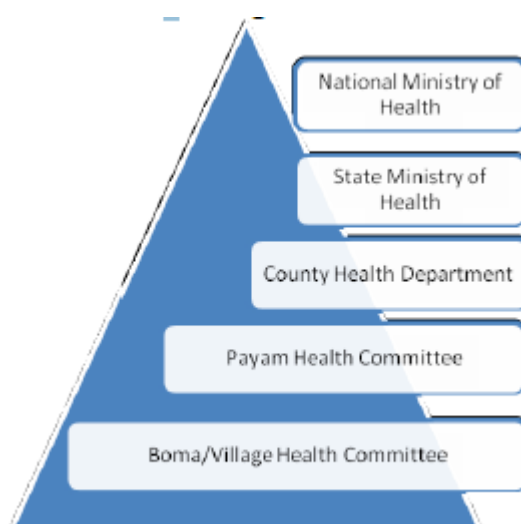 National Ministry of
Health
State Ministry of
Health
County Health Department
Payam Health Committee
Boma/Village Health Committee